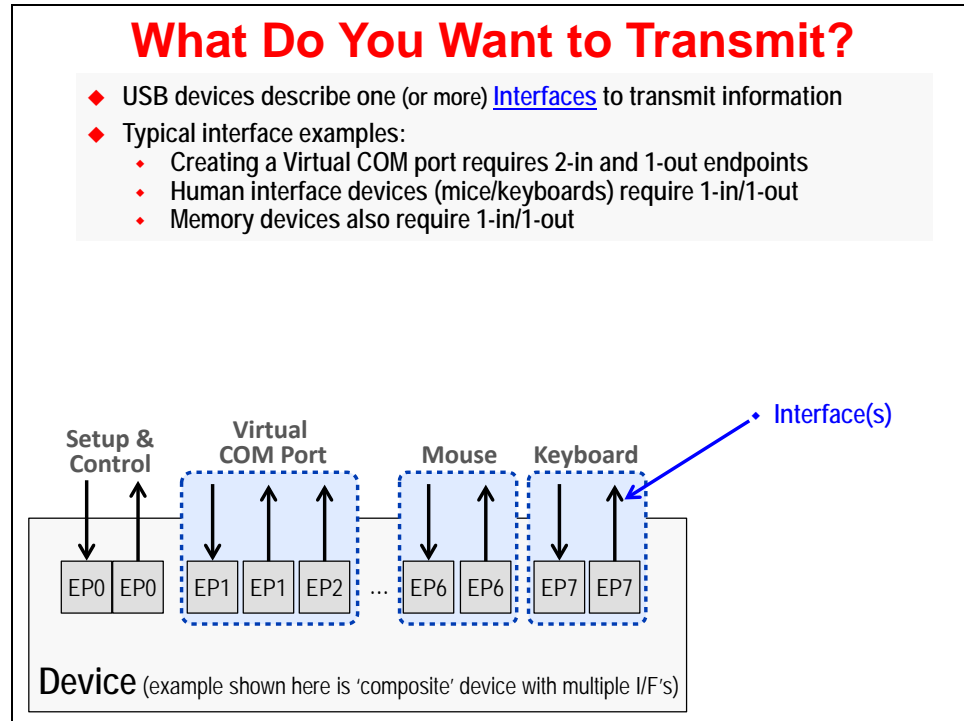 What Do You Want to Transmit?
◆ USB devices describe one (or more) Interfaces to transmit information
◆ Typical interface examples:
◆ Creating a Virtual COM port requires 2-in and 1-out endpoints
◆ Human interface devices (mice/keyboards) require 1-in/1-out
◆ Memory devices also require 1-in/1-out
◆ Interface(s)
Setup &
Control
Virtual
COM Port
Mouse
Keyboard
EP0 EP0 EP1 EP1 EP2 ... EP6 EP6 EP7 EP7
Device (example shown here is ‘composite’ device with multiple I/F's)